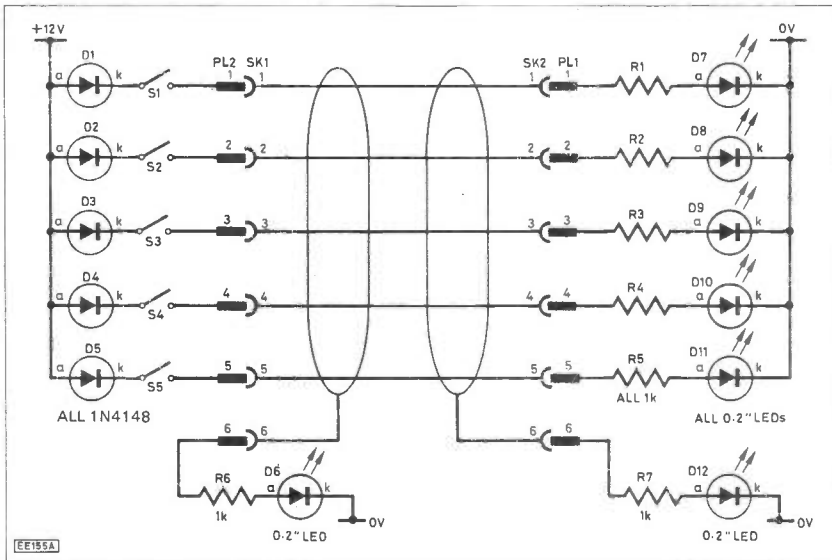 +12V
0V
D1
a k
S1
PL2 SK1
1 1
SK2 PL1
1 1
R1
D7
a k
D2
a k
S2
2 2
2 2
R2
D8
a k
D3
a k
S3
3 3
3 3
R3
D9
a k
D4
a k
S4
4 4
4 4
R4
D10
a k
D5
a k
S5
5 5
5 5
R5
ALL 1k
D11
a k
ALL 1N4148
ALL 0.2" LEDs
6 6
6 6
R6
1k
D6
a k
0V
0.2" LED
R7
1k
D12
a k
0V
0.2" LED
EE155A